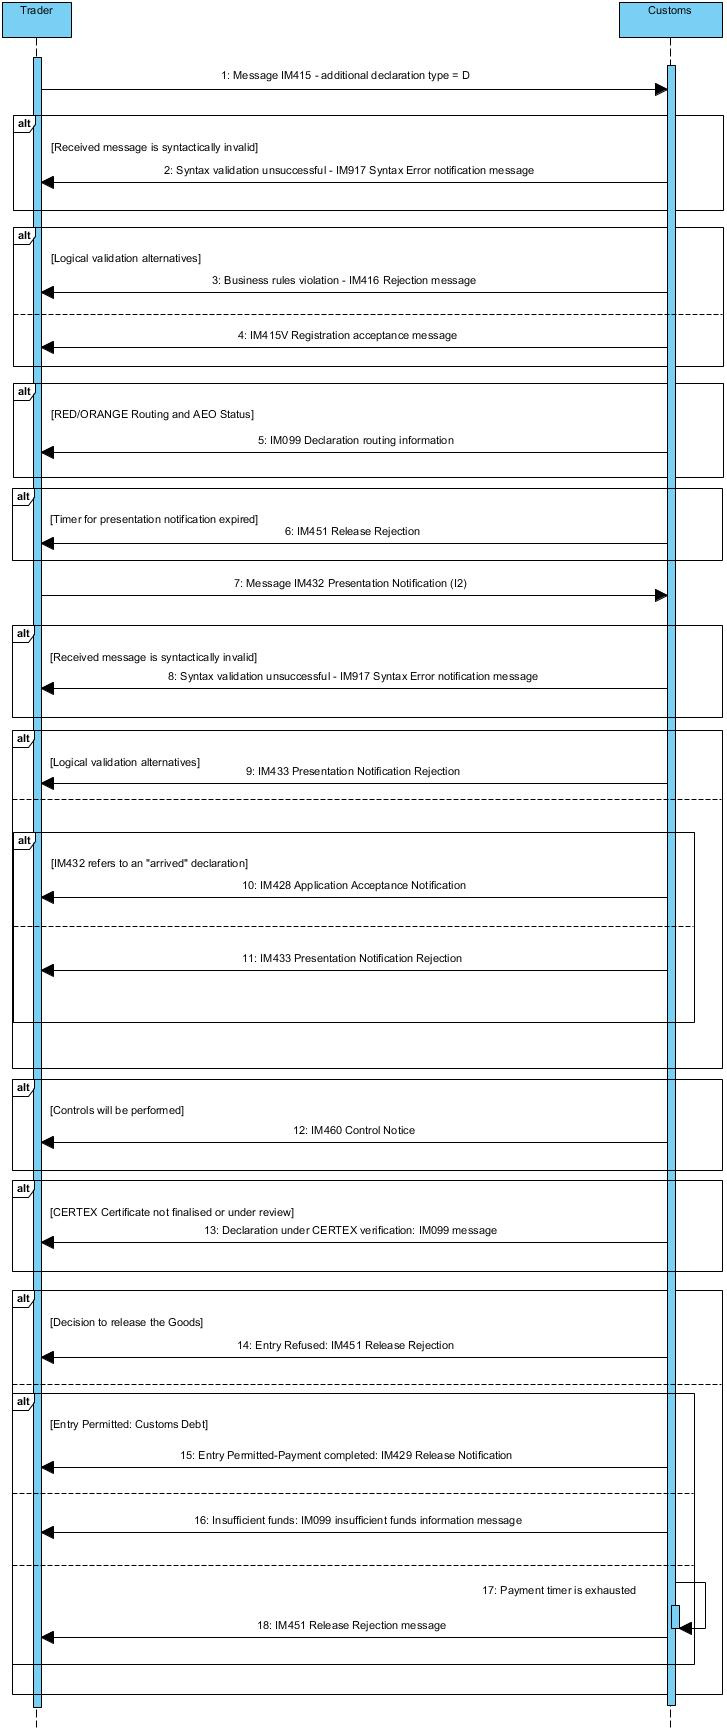 Trader
Customs
1: Message IM415 - additional declaration type = D
alt
[Received message is syntactically invalid]
2: Syntax validation unsuccessful - IM917 Syntax Error notification message
alt
[Logical validation alternatives]
3: Business rules violation - IM416 Rejection message
4: IM415V Registration acceptance message
alt
[RED/ORANGE Routing and AEO Status]
5: IM099 Declaration routing information
alt
[Timer for presentation notification expired]
6: IM451 Release Rejection
7: Message IM432 Presentation Notification (I2)
alt
[Received message is syntactically invalid]
8: Syntax validation unsuccessful - IM917 Syntax Error notification message
alt
[Logical validation alternatives]
9: IM433 Presentation Notification Rejection
alt
[IM432 refers to an "arrived" declaration]
10: IM428 Application Acceptance Notification
11: IM433 Presentation Notification Rejection
alt
[Controls will be performed]
12: IM460 Control Notice
alt
[CERTEX Certificate not finalised or under review]
13: Declaration under CERTEX verification: IM099 message
alt
[Decision to release the Goods]
14: Entry Refused: IM451 Release Rejection
alt
[Entry Permitted: Customs Debt]
15: Entry Permitted-Payment completed: IM429 Release Notification
16: Insufficient funds: IM099 insufficient funds information message
17: Payment timer is exhausted
18: IM451 Release Rejection message